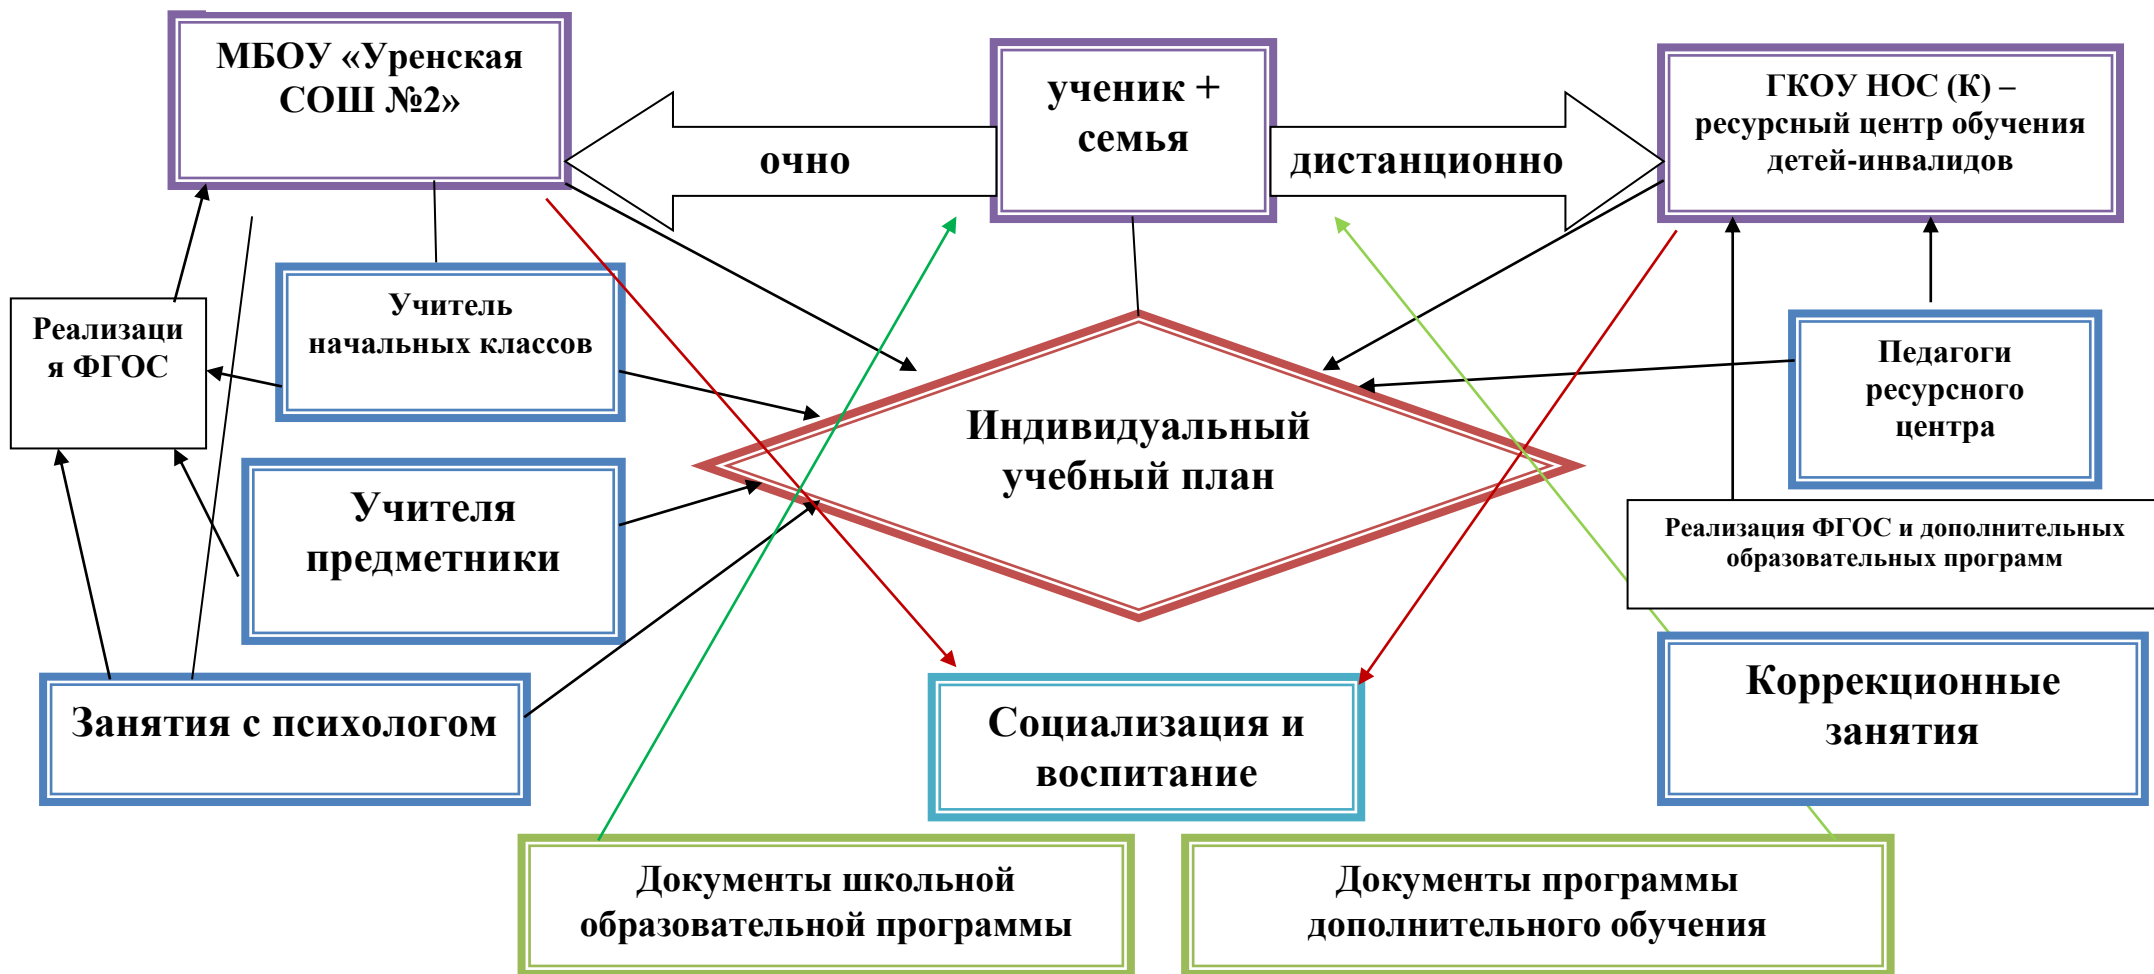 МБОУ «Уренская
СОШ №2»
ученик +
семья
ГКОУ НОС (К) –
ресурсный центр обучения
детей-инвалидов
очно
дистанционно
Учитель
начальных классов
Реализаци
я ФГОС
Педагоги
ресурсного
центра
Индивидуальный
учебный план
Учителя
предметники
Реализация ФГОС и дополнительных
образовательных программ
Занятия с психологом
Социализация и
воспитание
Коррекционные
занятия
Документы школьной
образовательной программы
Документы программы
дополнительного обучения